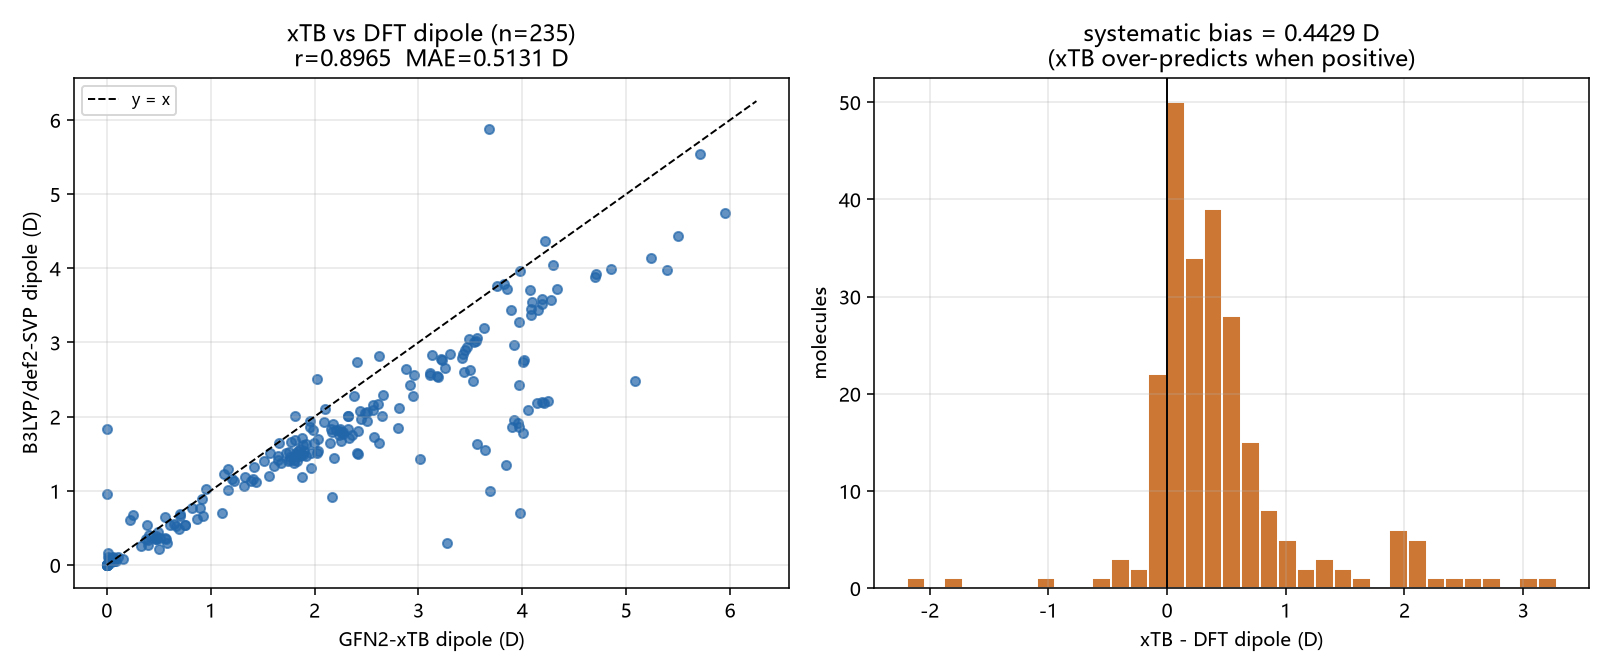 xTB vs DFT dipole (n=235)
r=0.8965  MAE=0.5131 D
y = x
B3LYP/def2-SVP dipole (D)
6
5
4
3
2
1
0
0
1
2
3
4
5
6
GFN2-xTB dipole (D)
systematic bias = 0.4429 D
(xTB over-predicts when positive)
molecules
50
40
30
20
10
0
-2
-1
0
1
2
3
xTB - DFT dipole (D)